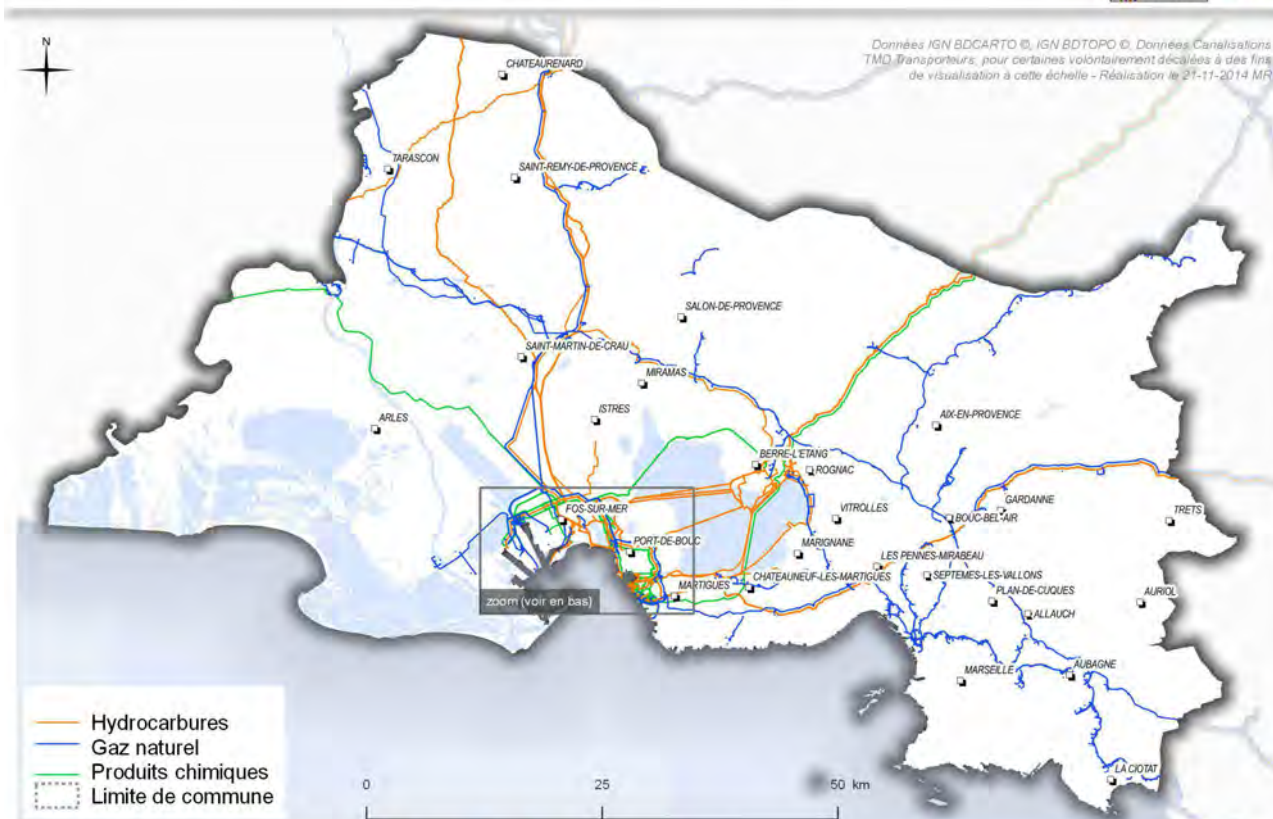 N
Données IGN BDCARTO ©, IGN BDTOPO ©, Données Canalisations
TMD Transporteurs, pour certaines volontairement décalées à des fins
de visualisation à cette échelle - Réalisation le 21-11-2014 MR
CHATEAURENARD
TARASCON
SAINT-REMY-DE-PROVENCE
SALON-DE-PROVENCE
SAINT-MARTIN-DE-CRAU
MIRAMAS
ISTRES
ARLES
AIX-EN-PROVENCE
BERRE-L'ETANG
ROGNAC
GARDANNE
FOS-SUR-MER
VITROLLES
BOUC-BEL-AIR
TRETS
PORT-DE-BOUC
MARIGNANE
LES PENNES-MIRABEAU
MARTIGUES
CHATEAUNEUF-LES-MARTIGUES
SEPTEMES-LES-VALLONS
zoom (voir en bas)
PLAN-DE-CUQUES
AURIOL
ALLAUCH
MARSEILLE
AUBAGNE
LA CIOTAT
Hydrocarbures
Gaz naturel
Produits chimiques
Limite de commune
0 25 50 km